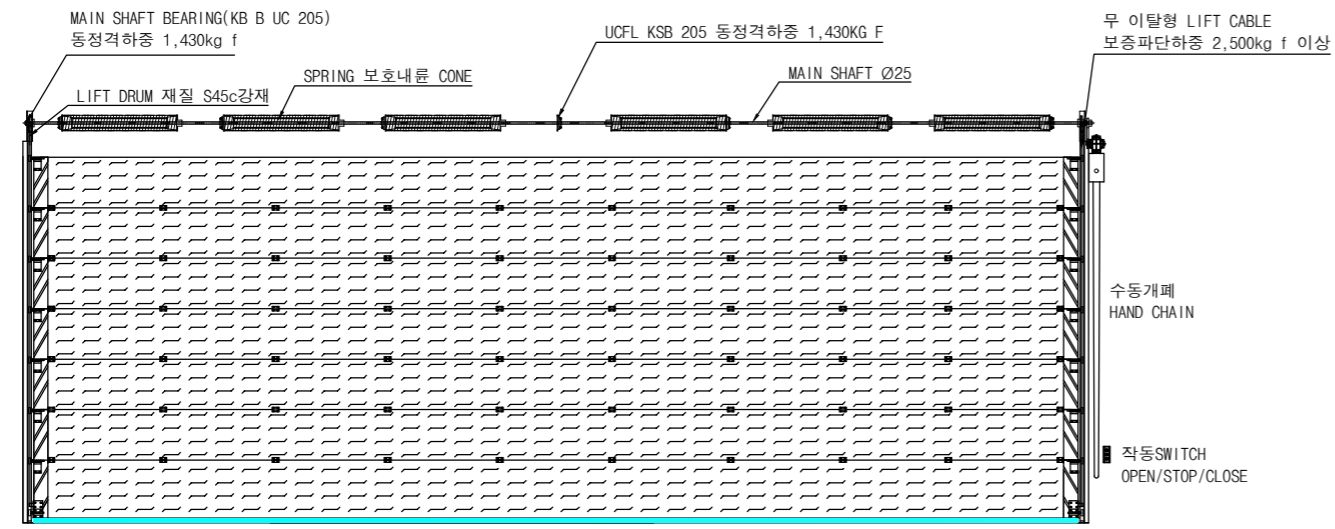 MAIN SHAFT BEARING(KB B UC 205)
동정격하중 1,430kg f
LIFT DRUM 재질 S45c강재
SPRING 보호내륜 CONE
UCFL KSB 205 동정격하중 1,430KG F
MAIN SHAFT Ø25
무 이탈형 LIFT CABLE
보증파단하중 2,500kg f 이상
수동개폐
HAND CHAIN
작동SWITCH
OPEN/STOP/CLOSE